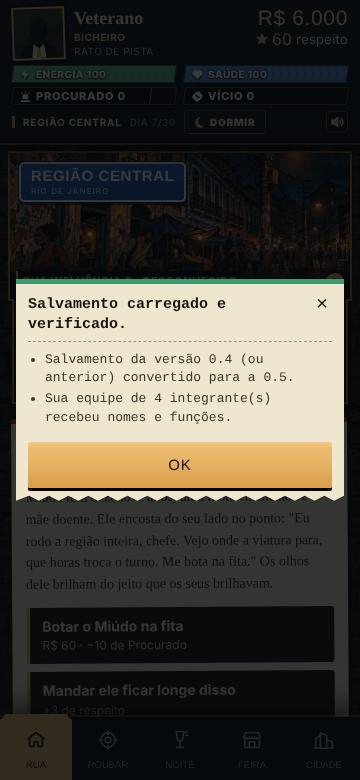 Veterano
BICHEIRO
RATO DE PISTA
R$ 6.000
60 respeito
ENERGIA 100
SAÚDE 100
PROCURADO 0
VÍCIO 0
REGIÃO CENTRAL DIA 7/30
DORMIR
REGIÃO CENTRAL
RIO DE JANEIRO
Salvamento carregado e
verificado.
×
• Salvamento da versão 0.4 (ou
anterior) convertido para a 0.5.
• Sua equipe de 4 integrante(s)
recebeu nomes e funções.
OK
mãe doente. Ele encosta do seu lado no ponto: "Eu
rodo a região inteira, chefe. Vejo onde a viatura para,
que horas troca o turno. Me bota na fita." Os olhos
dele brilham do jeito que os seus brilhavam.
Botar o Miúdo na fita
R$ 60 · −10 de Procurado
Mandar ele ficar longe disso
+3 de respeito
RUA
ROUBAR
NOITE
FEIRA
CIDADE